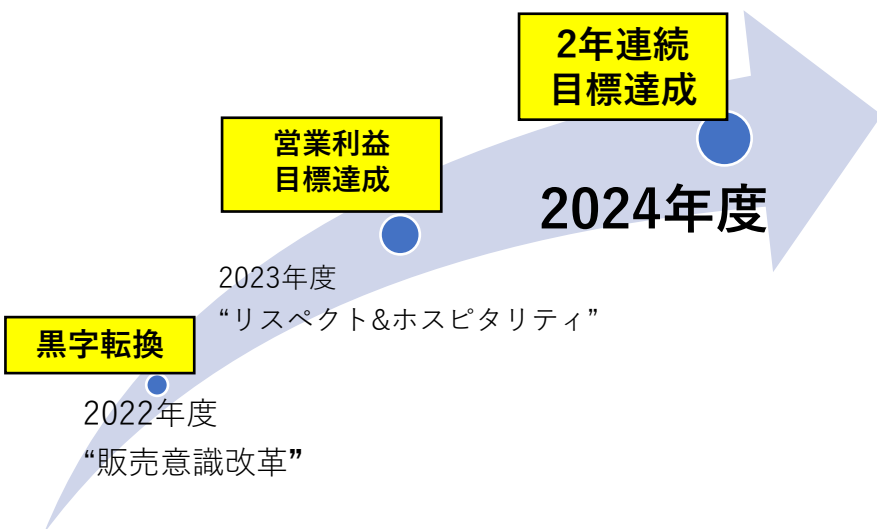 2年連続
目標達成
営業利益
目標達成
2024年度
2023年度
“リスペクト&ホスピタリティ”
黒字転換
2022年度
“販売意識改革”